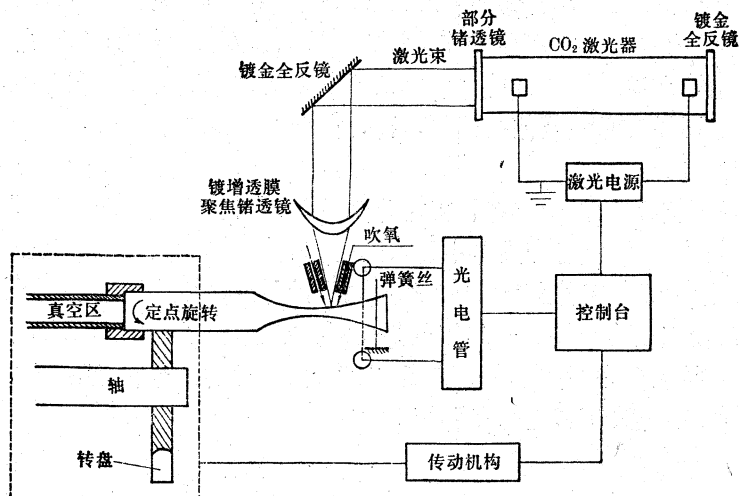 部分
锗透镜
镀金
全反镜
CO₂激光器
激光束
镀金全反镜
激光电源
镀增透膜
聚焦锗透镜
吹氧
弹簧丝
光电管
控制台
真空区
定点旋转
轴
转盘
传动机构